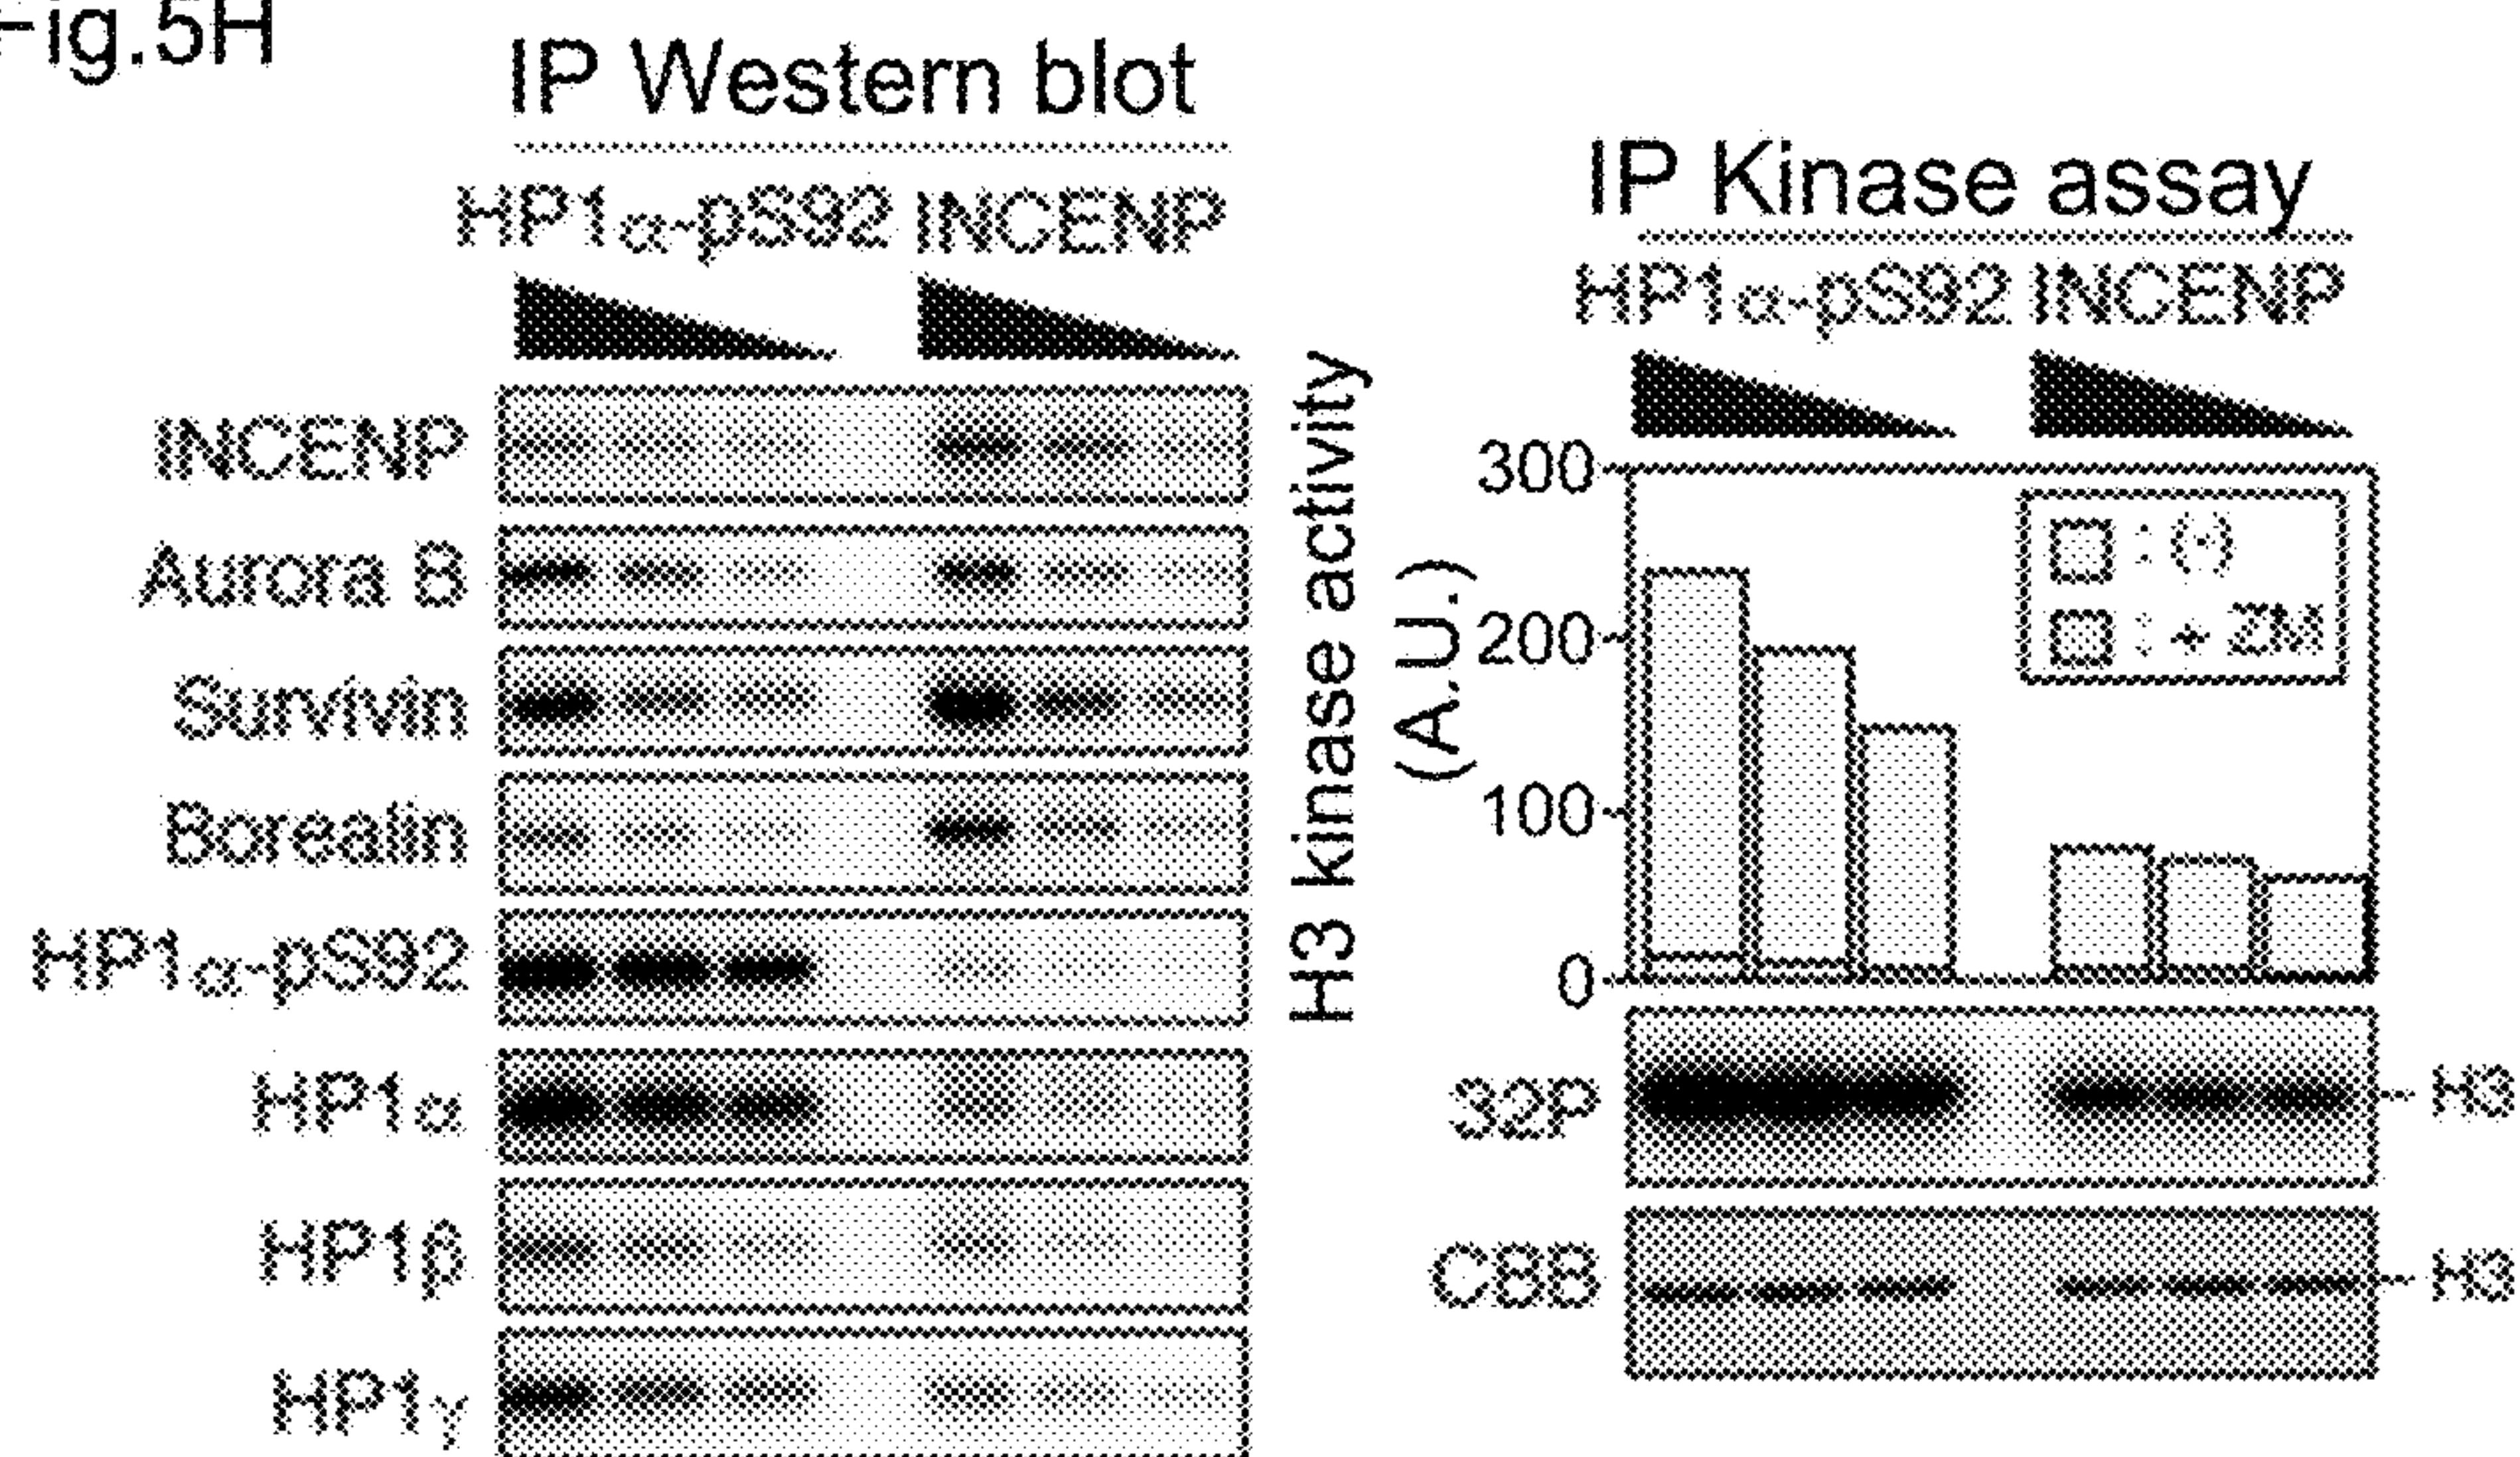 Fig.5H
IP Western blot
HP1α-pS92 INCENP
INCENP
Aurora B
Survivin
Borealin
HP1α-pS92
HP1α
HP1β
HP1γ
IP Kinase assay
HP1α-pS92 INCENP
H3 kinase activity
(A.U.)
300
200
100
0
: (-)
: + ZM
32P
H3
CBB
H3